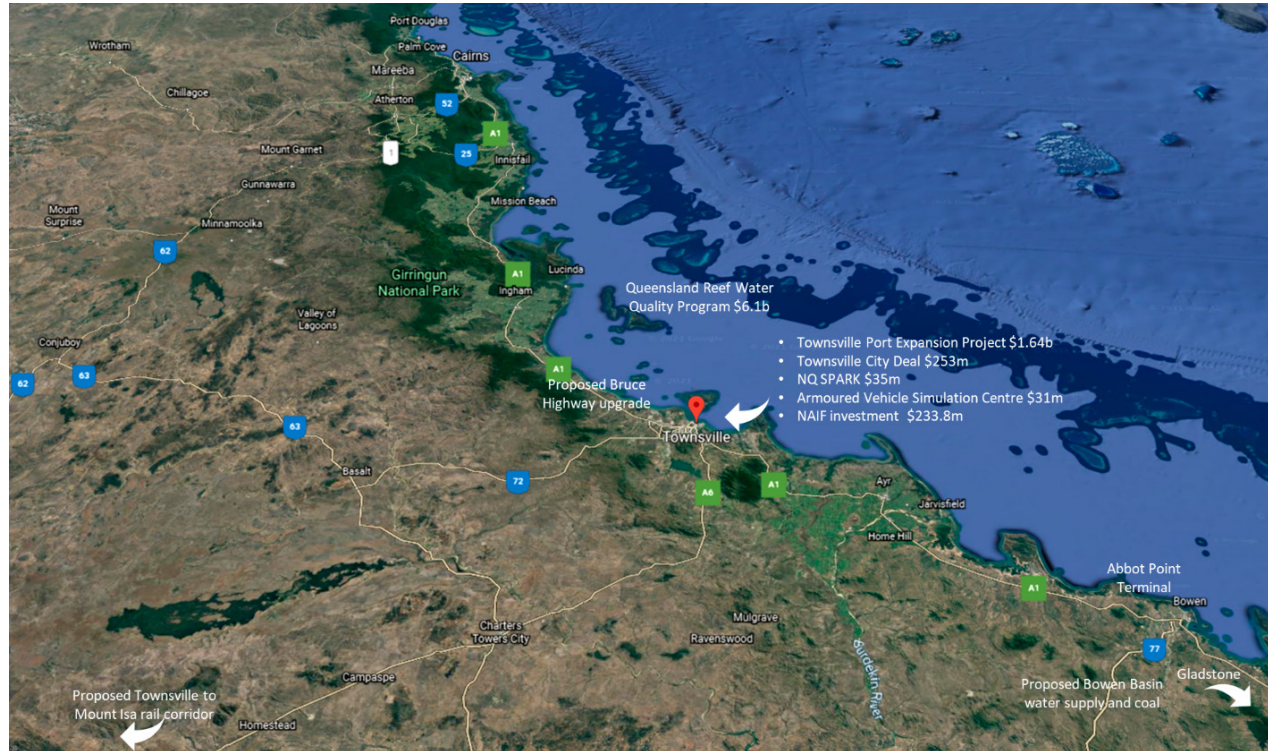 Port Douglas
Wrotham
Palm Cove
Cairns
Mareeba
Chillagoe
Atherton
52
A1
Mount Garnet
1
25
Innisfail
Gunnawarra
Mission Beach
Mount
Surprise
Minnamoolka
62
Lucinda
Girringun
National Park
A1
Ingham
Queensland Reef Water
Quality Program $6.1b
Valley of
Lagoons
Conjuboy
• Townsville Port Expansion Project $1.64b
• Townsville City Deal $253m
• NQ SPARK $35m
• Armoured Vehicle Simulation Centre $31m
• NAIF investment $233.8m
A1
62
63
Proposed Bruce
Highway upgrade
63
Townsville
Basalt
72
A6
A1
Ayr
Jarvisfield
Home Hill
Abbot Point
Terminal
A1
Bowen
Mulgrave
Charters
Towers City
Ravenswood
Burdekin River
77
Gladstone
Campaspe
Proposed Townsville to
Mount Isa rail corridor
Proposed Bowen Basin
water supply and coal
Homestead